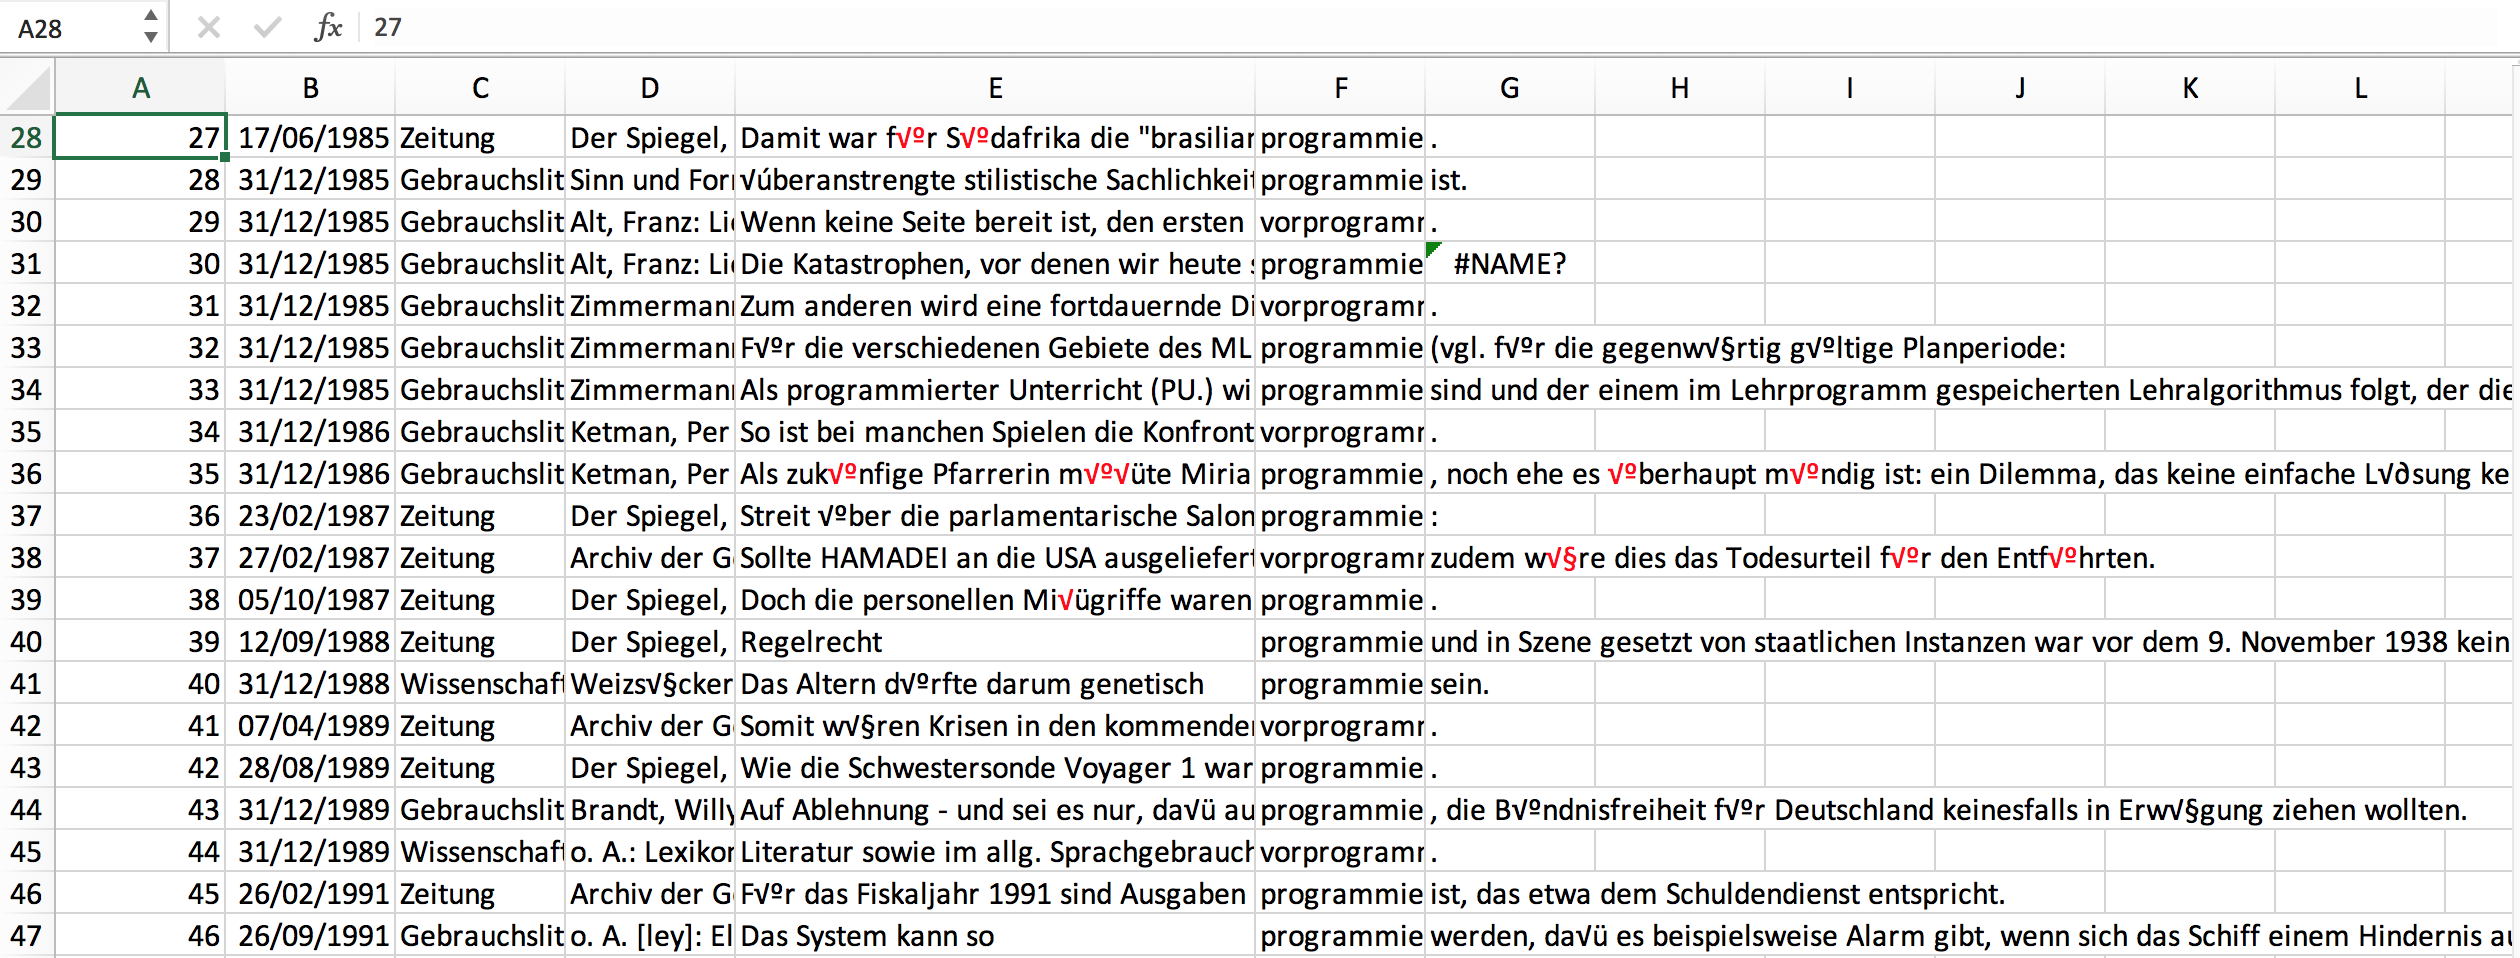 A28 fx 27
A B C D E F G H I J K L
28 27 17/06/1985 Zeitung Der Spiegel, Damit war f√ºr S√ºdafrika die "brasiliar programmie .
29 28 31/12/1985 Gebrauchslit Sinn und For √úberanstrengte stilistische Sachlichkeit programmie ist.
30 29 31/12/1985 Gebrauchslit Alt, Franz: Lie Wenn keine Seite bereit ist, den ersten vorprogramr .
31 30 31/12/1985 Gebrauchslit Alt, Franz: Lie Die Katastrophen, vor denen wir heute s programmie #NAME?
32 31 31/12/1985 Gebrauchslit Zimmermann Zum anderen wird eine fortdauernde Di vorprogramr .
33 32 31/12/1985 Gebrauchslit Zimmermann F√ºr die verschiedenen Gebiete des ML programmie (vgl. f√ºr die gegenw√§rtig g√ºltige Planperiode:
34 33 31/12/1985 Gebrauchslit Zimmermann Als programmierter Unterricht (PU.) wi programmie sind und der einem im Lehrprogramm gespeicherten Lehralgorithmus folgt, der die
35 34 31/12/1986 Gebrauchslit Ketman, Per So ist bei manchen Spielen die Konfront vorprogramr .
36 35 31/12/1986 Gebrauchslit Ketman, Per Als zuk√ºnfige Pfarrerin m√º√üte Miria programmie , noch ehe es √ºberhaupt m√ºndig ist: ein Dilemma, das keine einfache L√∂sung ke
37 36 23/02/1987 Zeitung Der Spiegel, Streit √ºber die parlamentarische Salon programmie :
38 37 27/02/1987 Zeitung Archiv der G Sollte HAMADEI an die USA ausgeliefert vorprogramr zudem w√§re dies das Todesurteil f√ºr den Entf√ºhrten.
39 38 05/10/1987 Zeitung Der Spiegel, Doch die personellen Mi√ügriffe waren programmie .
40 39 12/09/1988 Zeitung Der Spiegel, Regelrecht programmie und in Szene gesetzt von staatlichen Instanzen war vor dem 9. November 1938 kein
41 40 31/12/1988 Wissenschaft Weizs√§cker Das Altern d√ºrfte darum genetisch programmie sein.
42 41 07/04/1989 Zeitung Archiv der G Somit w√§ren Krisen in den kommender vorprogramr .
43 42 28/08/1989 Zeitung Der Spiegel, Wie die Schwestersonde Voyager 1 war programmie .
44 43 31/12/1989 Gebrauchslit Brandt, Willy Auf Ablehnung - und sei es nur, da√ü au programmie , die B√ºndnisfreiheit f√ºr Deutschland keinesfalls in Erw√§gung ziehen wollten.
45 44 31/12/1989 Wissenschaft o. A.: Lexikor Literatur sowie im allg. Sprachgebrauch vorprogramr .
46 45 26/02/1991 Zeitung Archiv der G F√ºr das Fiskaljahr 1991 sind Ausgaben programmie ist, das etwa dem Schuldendienst entspricht.
47 46 26/09/1991 Gebrauchslit o. A. [ley]: El Das System kann so programmie werden, da√ü es beispielsweise Alarm gibt, wenn sich das Schiff einem Hindernis au